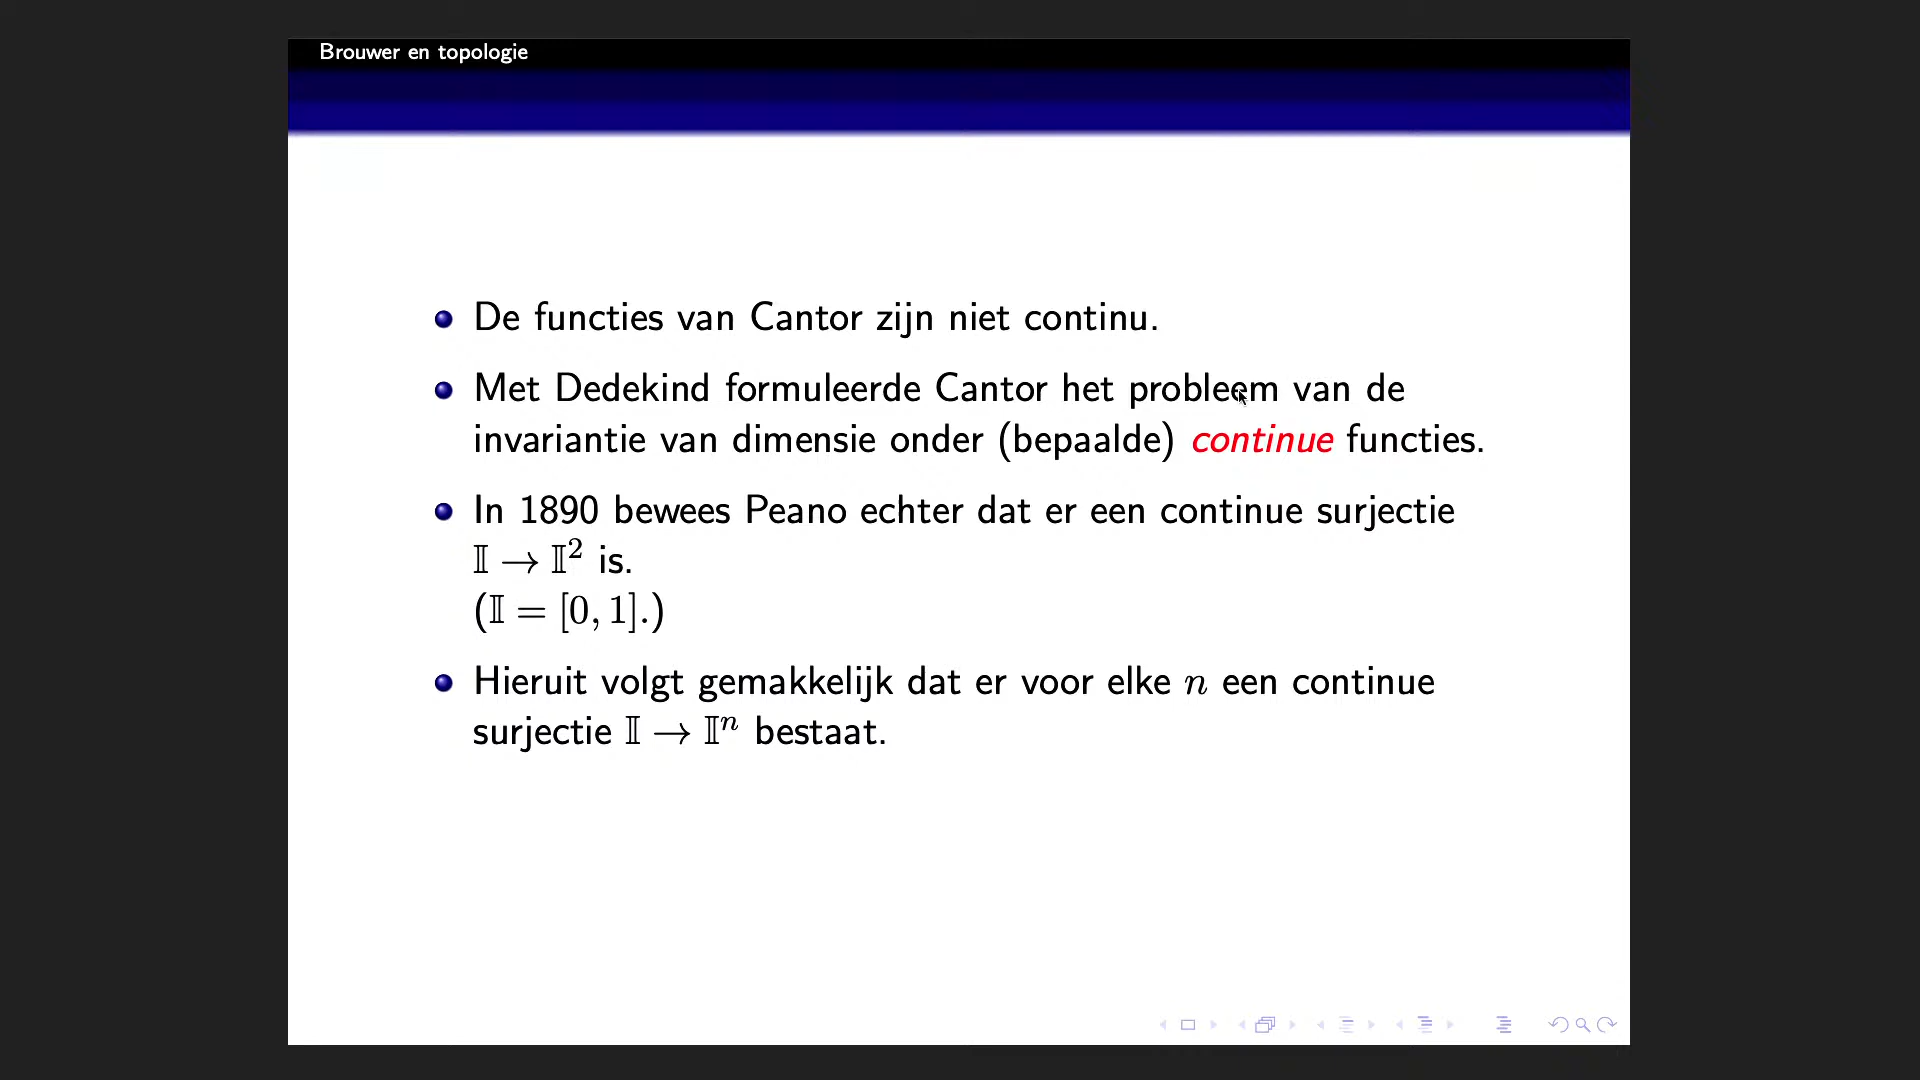 Brouwer en topologie
De functies van Cantor zijn niet continu.
Met Dedekind formuleerde Cantor het probleem van de
invariantie van dimensie onder (bepaalde) continue functies.
In 1890 bewees Peano echter dat er een continue surjectie
𝕀 → 𝕀² is.
(𝕀 = [0, 1].)
Hieruit volgt gemakkelijk dat er voor elke n een continue
surjectie 𝕀 → 𝕀ⁿ bestaat.